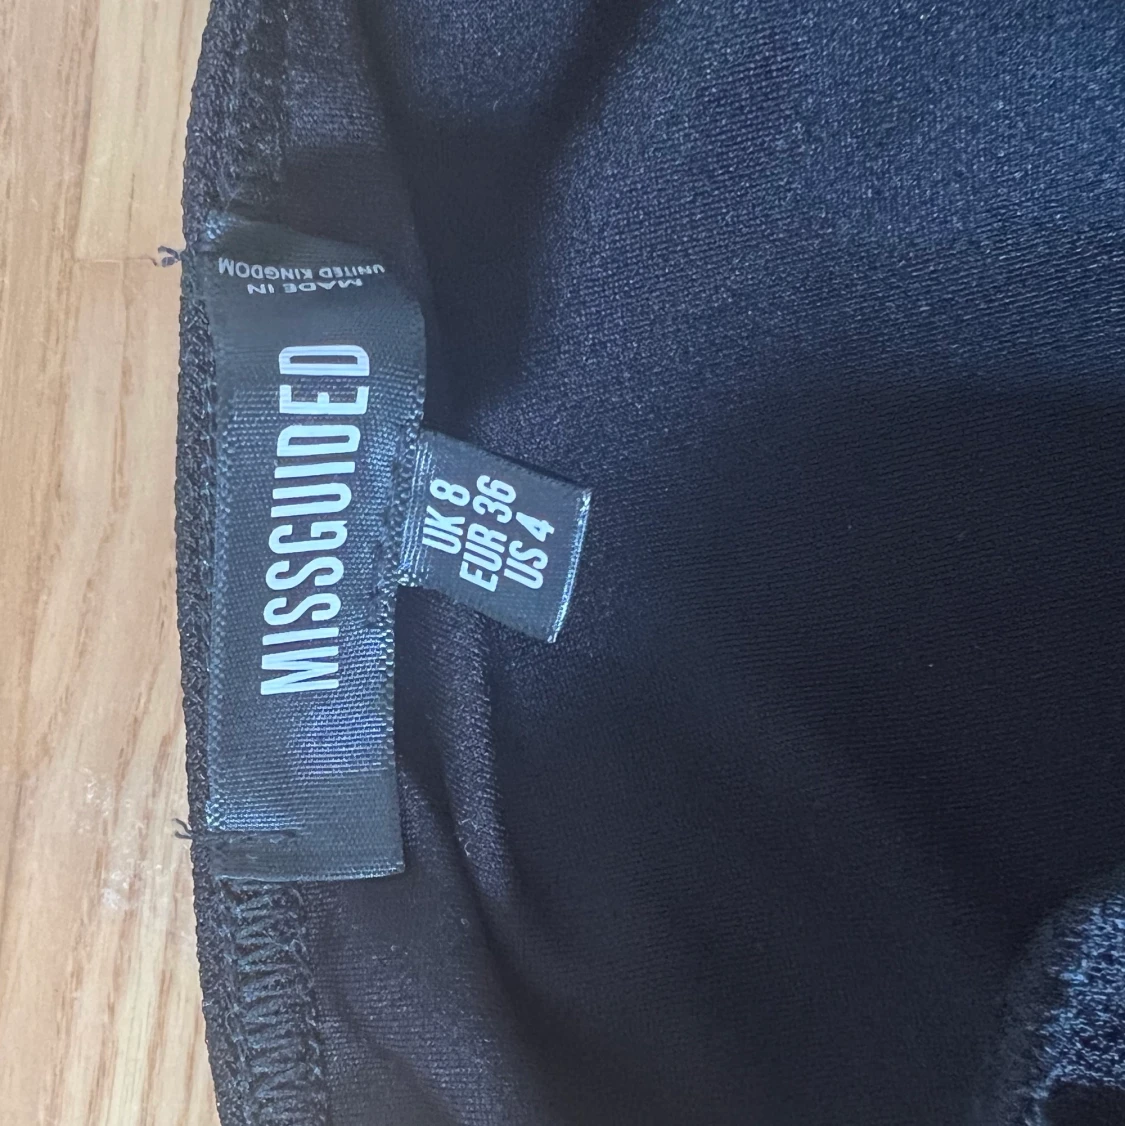 MISSGUIDED
MADE IN
UNITED KINGDOM
UK 8
EUR 36
US 4